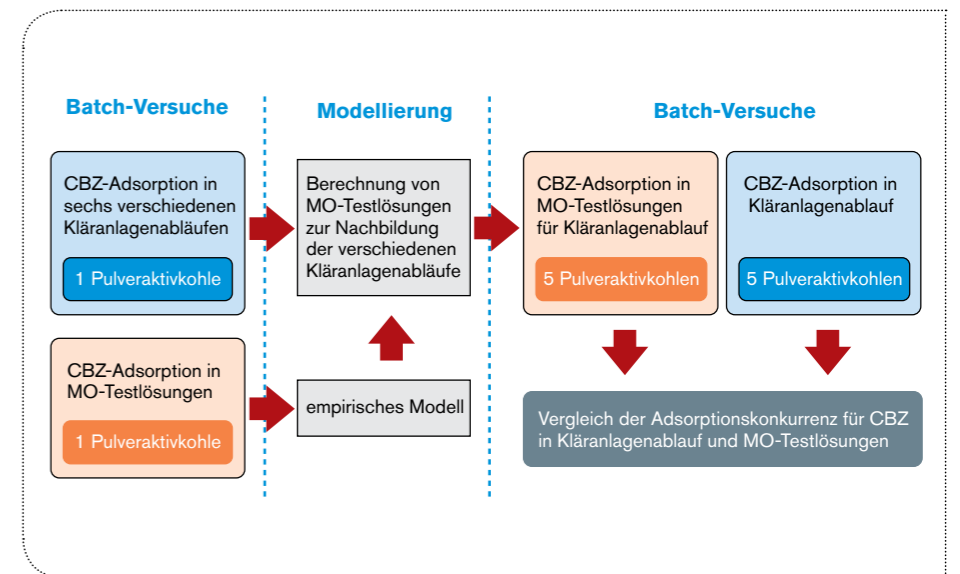 Batch-Versuche
CBZ-Adsorption in
sechs verschiedenen
Kläranlagenabläufen
1 Pulveraktivkohle
CBZ-Adsorption in
MO-Testlösungen
1 Pulveraktivkohle
Modellierung
Berechnung von
MO-Testlösungen
zur Nachbildung
der verschiedenen
Kläranlagenabläufe
empirisches Modell
Batch-Versuche
CBZ-Adsorption in
MO-Testlösungen
für Kläranlagenablauf
5 Pulveraktivkohlen
CBZ-Adsorption in
Kläranlagenablauf
5 Pulveraktivkohlen
Vergleich der Adsorptionskonkurrenz für CBZ
in Kläranlagenablauf und MO-Testlösungen